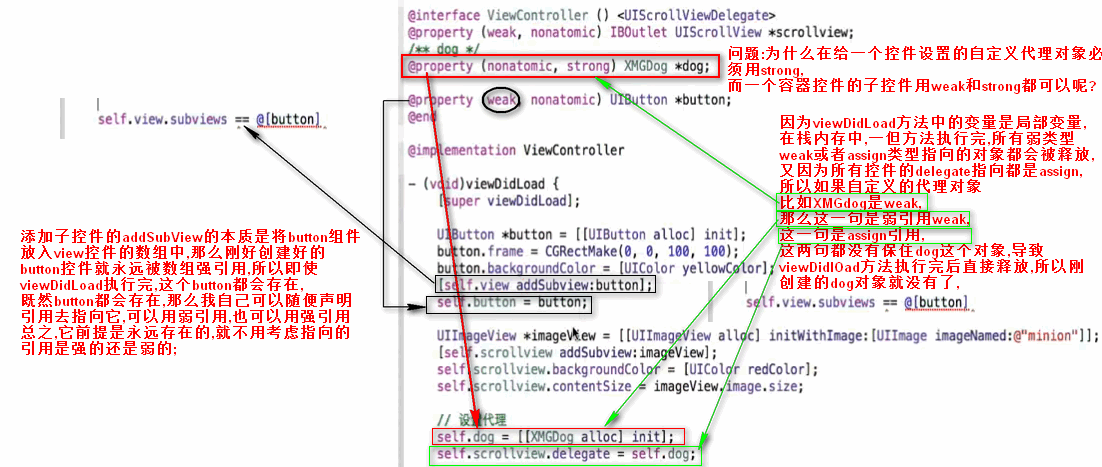 @interface ViewController () <UIScrollViewDelegate>
@property (weak, nonatomic) IBOutlet UIScrollView *scrollview;
/** dog */
@property (nonatomic, strong) XMGDog *dog;
@property (weak, nonatomic) UIButton *button;
@end
@implementation ViewController
- (void)viewDidLoad {
[super viewDidLoad];
UIButton *button = [[UIButton alloc] init];
button.frame = CGRectMake(0, 0, 100, 100);
button.backgroundColor = [UIColor yellowColor];
[self.view addSubview:button];
self.button = button;
UIImageView *imageView = [[UIImageView alloc] initWithImage:[UIImage imageNamed:@"minion"]];
[self.scrollview addSubview:imageView];
self.scrollview.backgroundColor = [UIColor redColor];
self.scrollview.contentSize = imageView.image.size;
// 设置代理
self.dog = [[XMGDog alloc] init];
self.scrollview.delegate = self.dog;
self.view.subviews == @[button]
添加子控件的addSubView的本质是将button组件
放入view控件的数组中,那么刚好创建好的
button控件就永远被数组强引用,所以即使
viewDidLoad执行完,这个button都会存在,
既然button都会存在,那么我自己可以随便声明
引用去指向它,可以用弱引用,也可以用强引用
总之,它前提是永远存在的,就不用考虑指向的
引用是强的还是弱的;
问题:为什么在给一个控件设置的自定义代理对象必
须用strong,
而一个容器控件的子控件用weak和strong都可以呢?
因为viewDidLoad方法中的变量是局部变量,
在栈内存中,一但方法执行完,所有弱类型
weak或者assign类型指向的对象都会被释放,
又因为所有控件的delegate指向都是assign,
所以如果自定义的代理对象
比如XMGdog是weak,
那么这一句是弱引用weak,
这一句是assign引用,
这两句都没有保住dog这个对象,导致
viewDidlOad方法执行完后直接释放,所以刚
创建的dog对象就没有了,
self.view.subviews == @[button]